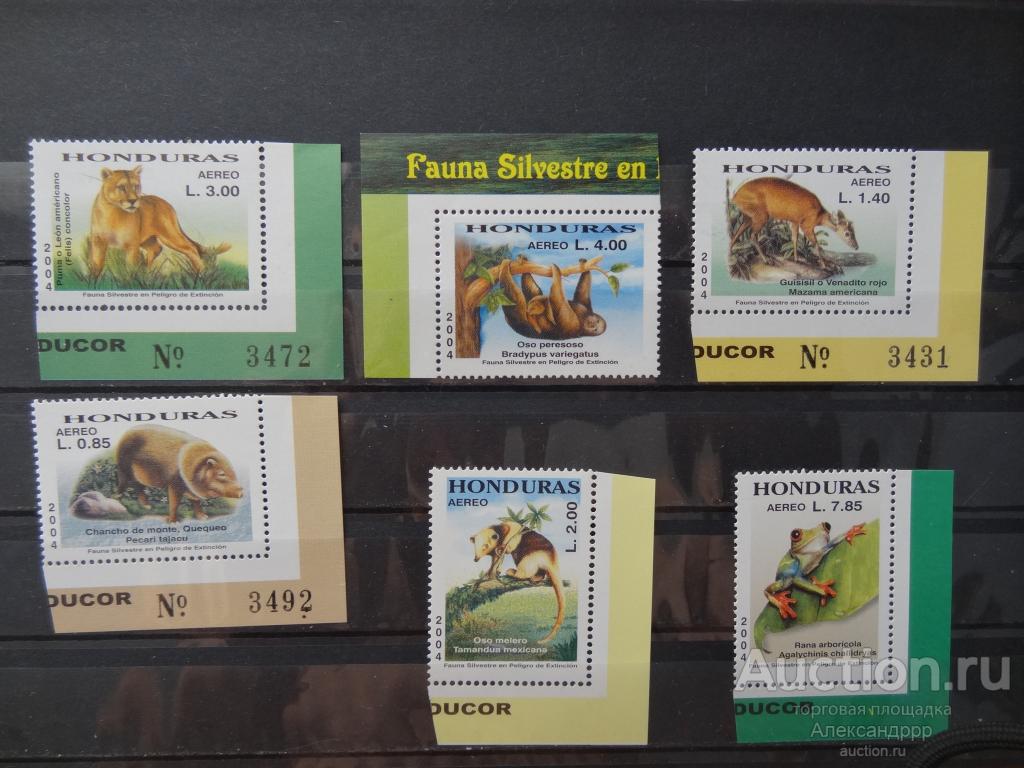 HONDURAS
AEREO
L. 3.00
Puma o León américano
(Felis) concolor
2004
Fauna Silvestre en Peligro de Extinción
DUCOR Nº 3472
Fauna Silvestre en
HONDURAS
AEREO L. 4.00
2004
Oso peresoso
Bradypus variegatus
Fauna Silvestre en Peligro de Extinción
HONDURAS
AEREO
L. 1.40
2004
Guisisil o Venadito rojo
Mazama americana
Fauna Silvestre en Peligro de Extinción
DUCOR Nº 3431
HONDURAS
AEREO
L. 0.85
2004
Chancho de monte, Quequeo
Pecari tajacu
Fauna Silvestre en Peligro de Extinción
DUCOR Nº 3492
HONDURAS
AEREO
L. 2.00
2004
Oso melero
Tamandua mexicana
Fauna Silvestre en Peligro de Extinción
DUCOR
HONDURAS
AEREO L. 7.85
2004
Rana arborícola
Agalychinis challidryas
Fauna Silvestre en Peligro de Extinción
DUCOR
Auction.ru
торговая площадка
Александррр
auction.ru